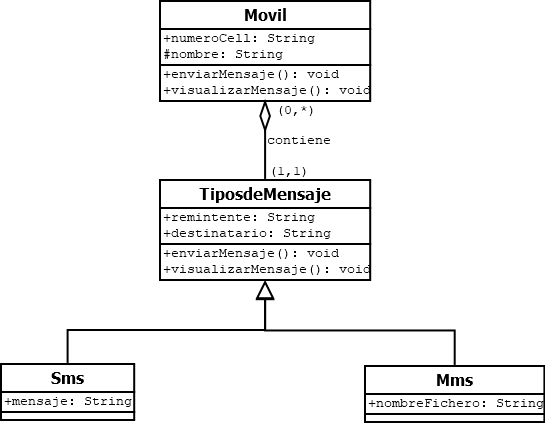 Movil
+numeroCell: String
#nombre: String
+enviarMensaje(): void
+visualizarMensaje(): void
(0,*)
contiene
(1,1)
TiposdeMensaje
+remintente: String
+destinatario: String
+enviarMensaje(): void
+visualizarMensaje(): void
Sms
+mensaje: String
Mms
+nombreFichero: String